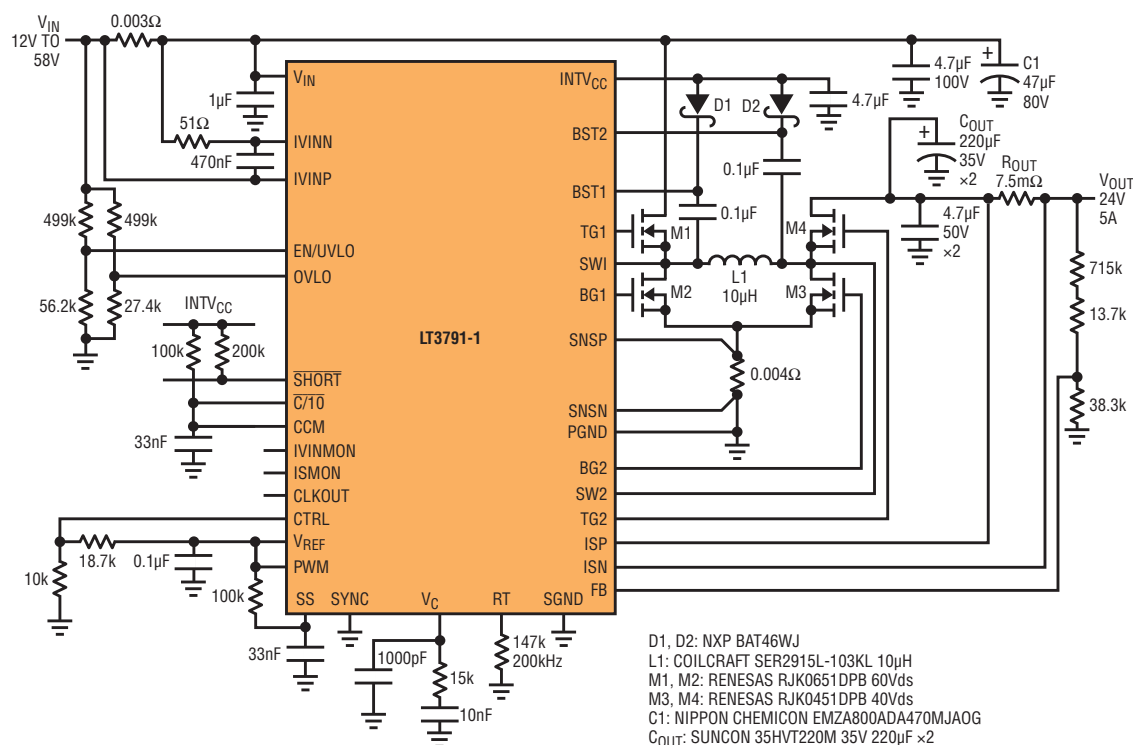 VIN
12V TO
58V
0.003Ω
1µF
51Ω
470nF
499k
499k
56.2k
27.4k
INTVCC
100k
200k
33nF
18.7k
0.1µF
10k
100k
33nF
VIN
IVINN
IVINP
EN/UVLO
OVLO
SHORT
C/10
CCM
IVINMON
ISMON
CLKOUT
CTRL
VREF
PWM
SS
SYNC
VC
RT
SGND
LT3791-1
INTVCC
BST2
BST1
TG1
SWI
BG1
SNSP
SNSN
PGND
BG2
SW2
TG2
ISP
ISN
FB
1000pF
15k
10nF
147k
200kHz
D1
D2
4.7µF
0.1µF
0.1µF
M1
M4
M2
M3
L1
10µH
0.004Ω
4.7µF
100V
+
C1
47µF
80V
+
COUT
220µF
35V
×2
ROUT
7.5mΩ
VOUT
24V
5A
4.7µF
50V
×2
715k
13.7k
38.3k
D1, D2: NXP BAT46WJ
L1: COILCRAFT SER2915L-103KL 10µH
M1, M2: RENESAS RJK0651DPB 60Vds
M3, M4: RENESAS RJK0451DPB 40Vds
C1: NIPPON CHEMICON EMZA800ADA470MJAOG
COUT: SUNCON 35HVT220M 35V 220µF ×2